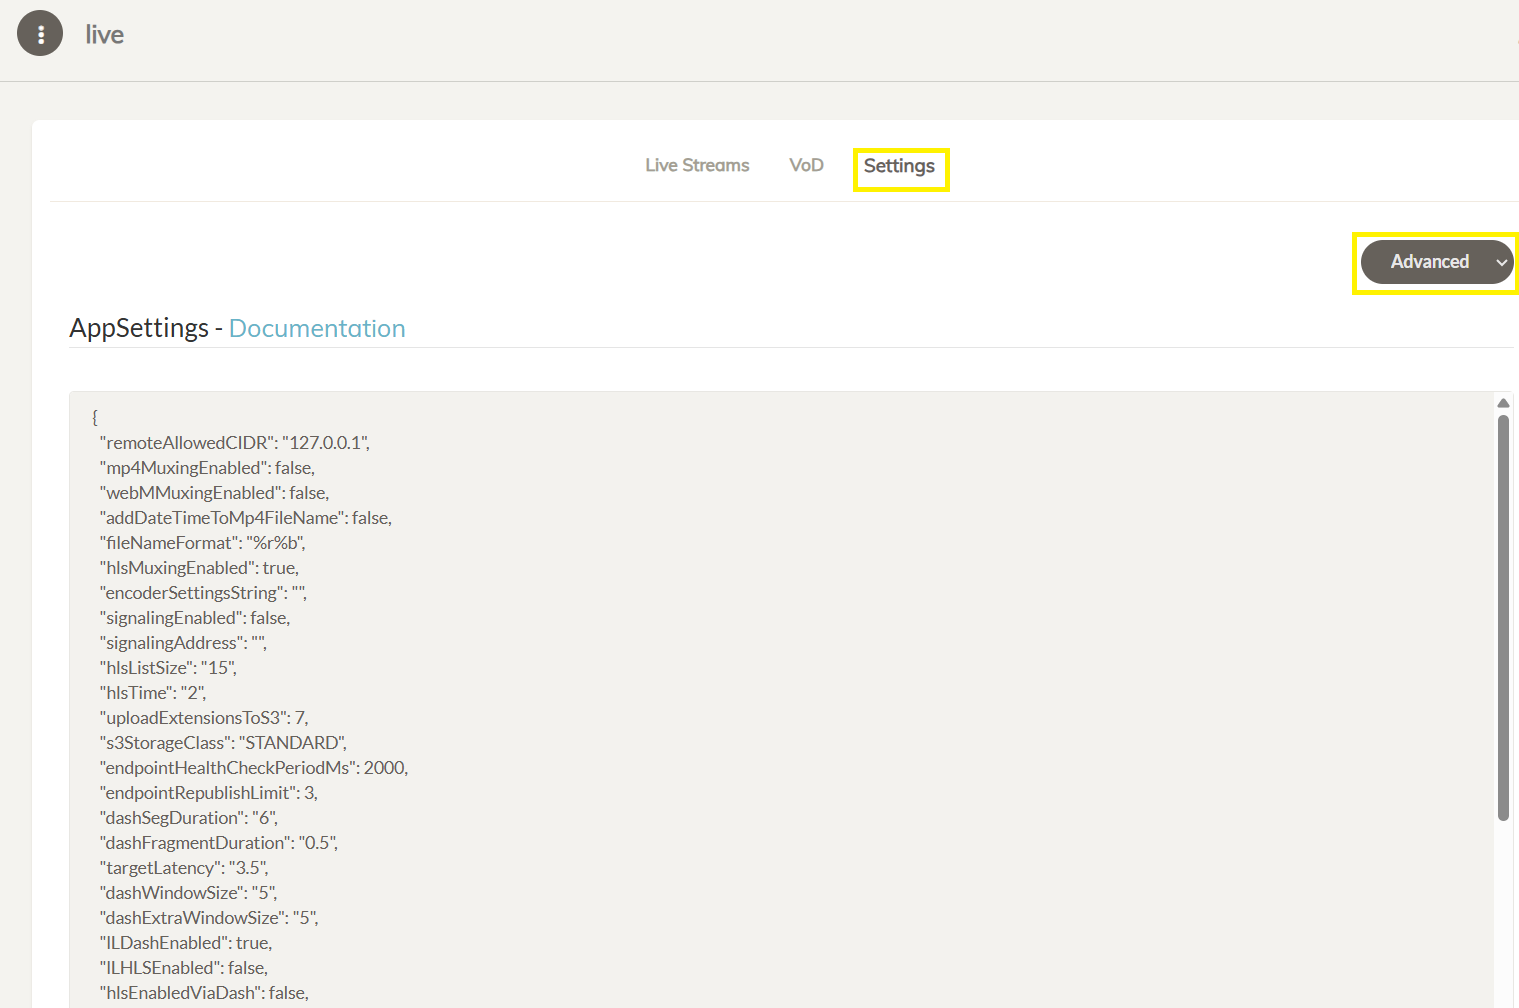 live
Live Streams VoD Settings
Advanced
AppSettings - Documentation
{
"remoteAllowedCIDR": "127.0.0.1",
"mp4MuxingEnabled": false,
"webMMuxingEnabled": false,
"addDateTimeToMp4FileName": false,
"fileNameFormat": "%r%b",
"hlsMuxingEnabled": true,
"encoderSettingsString": "",
"signalingEnabled": false,
"signalingAddress": "",
"hlsListSize": "15",
"hlsTime": "2",
"uploadExtensionsToS3": 7,
"s3StorageClass": "STANDARD",
"endpointHealthCheckPeriodMs": 2000,
"endpointRepublishLimit": 3,
"dashSegDuration": "6",
"dashFragmentDuration": "0.5",
"targetLatency": "3.5",
"dashWindowSize": "5",
"dashExtraWindowSize": "5",
"lLDashEnabled": true,
"lLHLSEnabled": false,
"hlsEnabledViaDash": false,